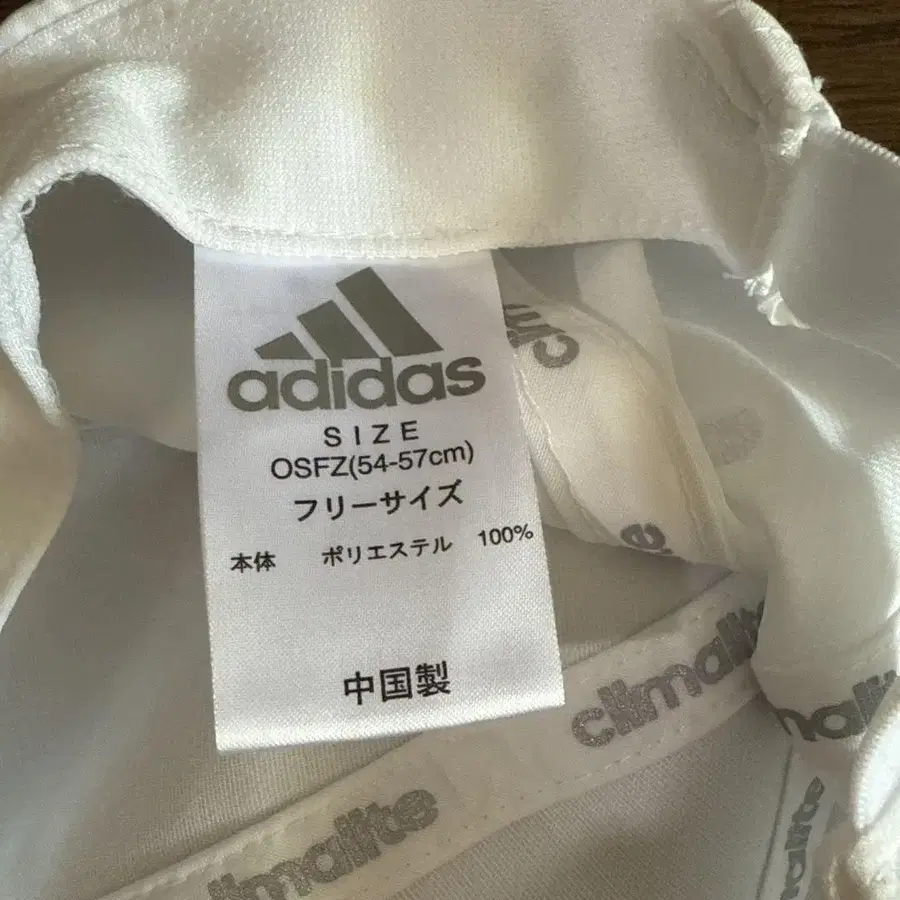 adidas
SIZE
OSFZ(54-57cm)
フリーサイズ
本体 ポリエステル 100%
中国製
climalite
climalite